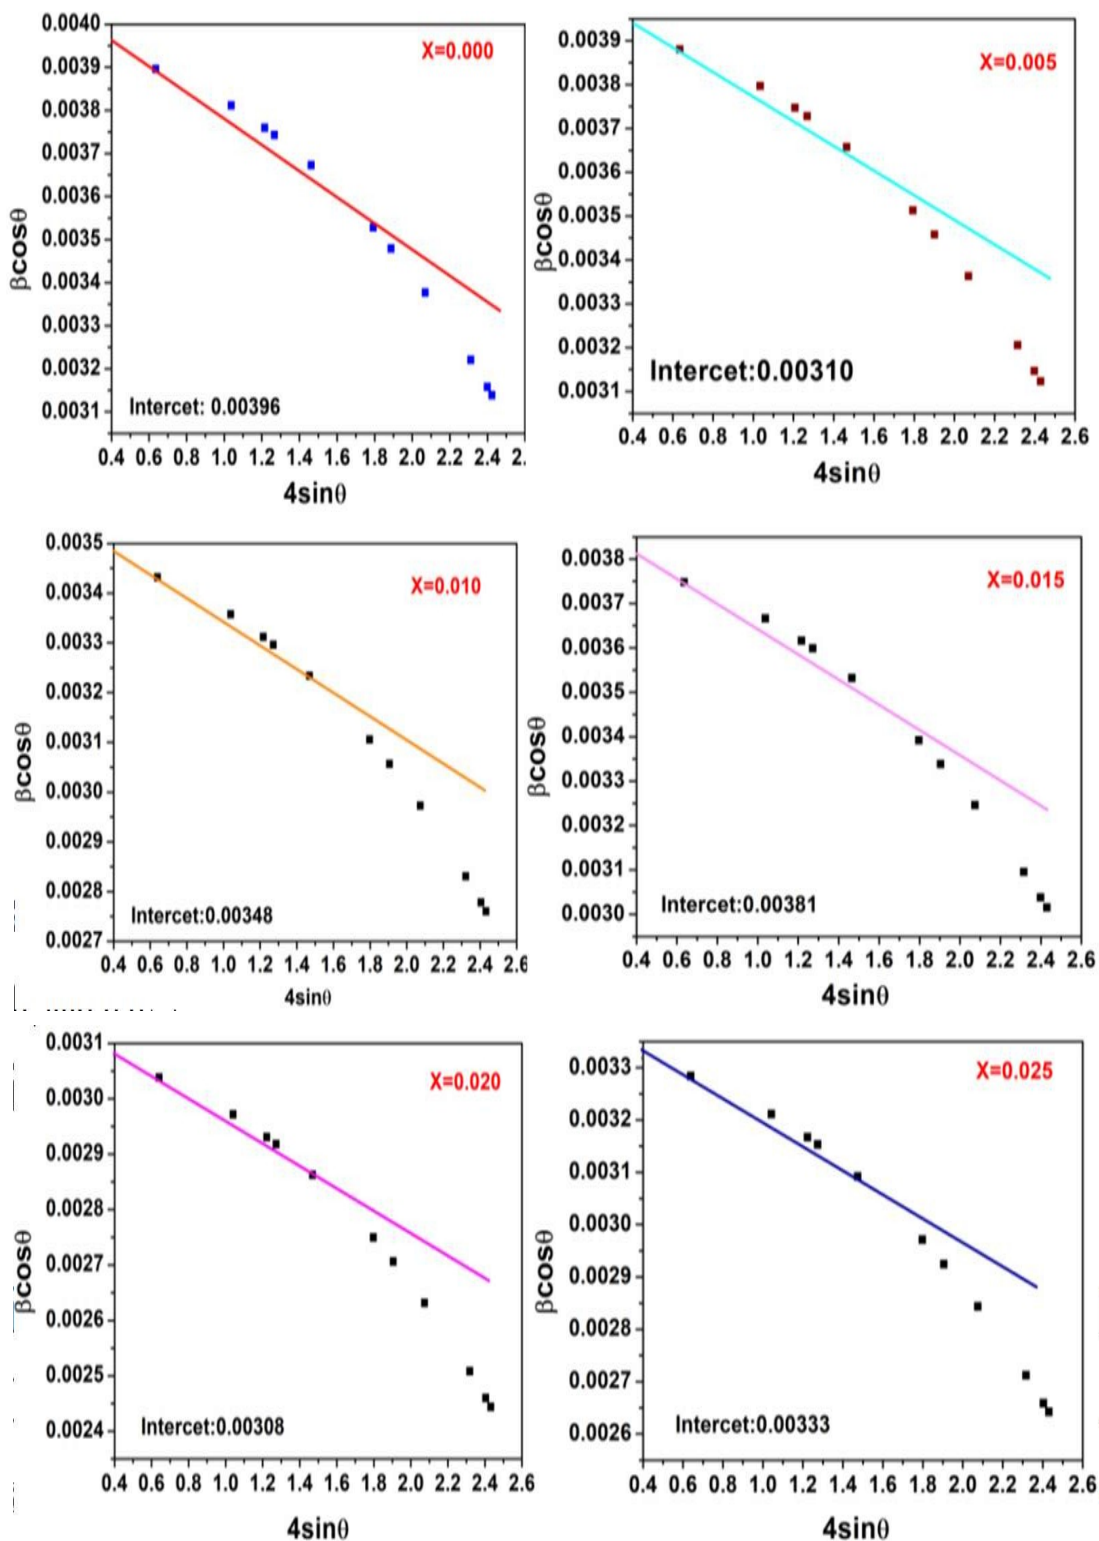 0.0040
0.0039
0.0038
0.0037
0.0036
0.0035
0.0034
0.0033
0.0032
0.0031
βcosθ
X=0.000
Intercet: 0.00396
0.4 0.6 0.8 1.0 1.2 1.4 1.6 1.8 2.0 2.2 2.4 2.
4sinθ
0.0039
0.0038
0.0037
0.0036
0.0035
0.0034
0.0033
0.0032
0.0031
βcosθ
X=0.005
Intercet:0.00310
0.4 0.6 0.8 1.0 1.2 1.4 1.6 1.8 2.0 2.2 2.4 2.6
4sinθ
0.0035
0.0034
0.0033
0.0032
0.0031
0.0030
0.0029
0.0028
0.0027
βcosθ
X=0.010
Intercet:0.00348
0.4 0.6 0.8 1.0 1.2 1.4 1.6 1.8 2.0 2.2 2.4 2.6
4sinθ
0.0038
0.0037
0.0036
0.0035
0.0034
0.0033
0.0032
0.0031
0.0030
βcosθ
X=0.015
Intercet:0.00381
0.4 0.6 0.8 1.0 1.2 1.4 1.6 1.8 2.0 2.2 2.4 2.6
4sinθ
0.0031
0.0030
0.0029
0.0028
0.0027
0.0026
0.0025
0.0024
βcosθ
X=0.020
Intercet:0.00308
0.4 0.6 0.8 1.0 1.2 1.4 1.6 1.8 2.0 2.2 2.4 2.6
4sinθ
0.0033
0.0032
0.0031
0.0030
0.0029
0.0028
0.0027
0.0026
βcosθ
X=0.025
Intercet:0.00333
0.4 0.6 0.8 1.0 1.2 1.4 1.6 1.8 2.0 2.2 2.4 2.6
4sinθ